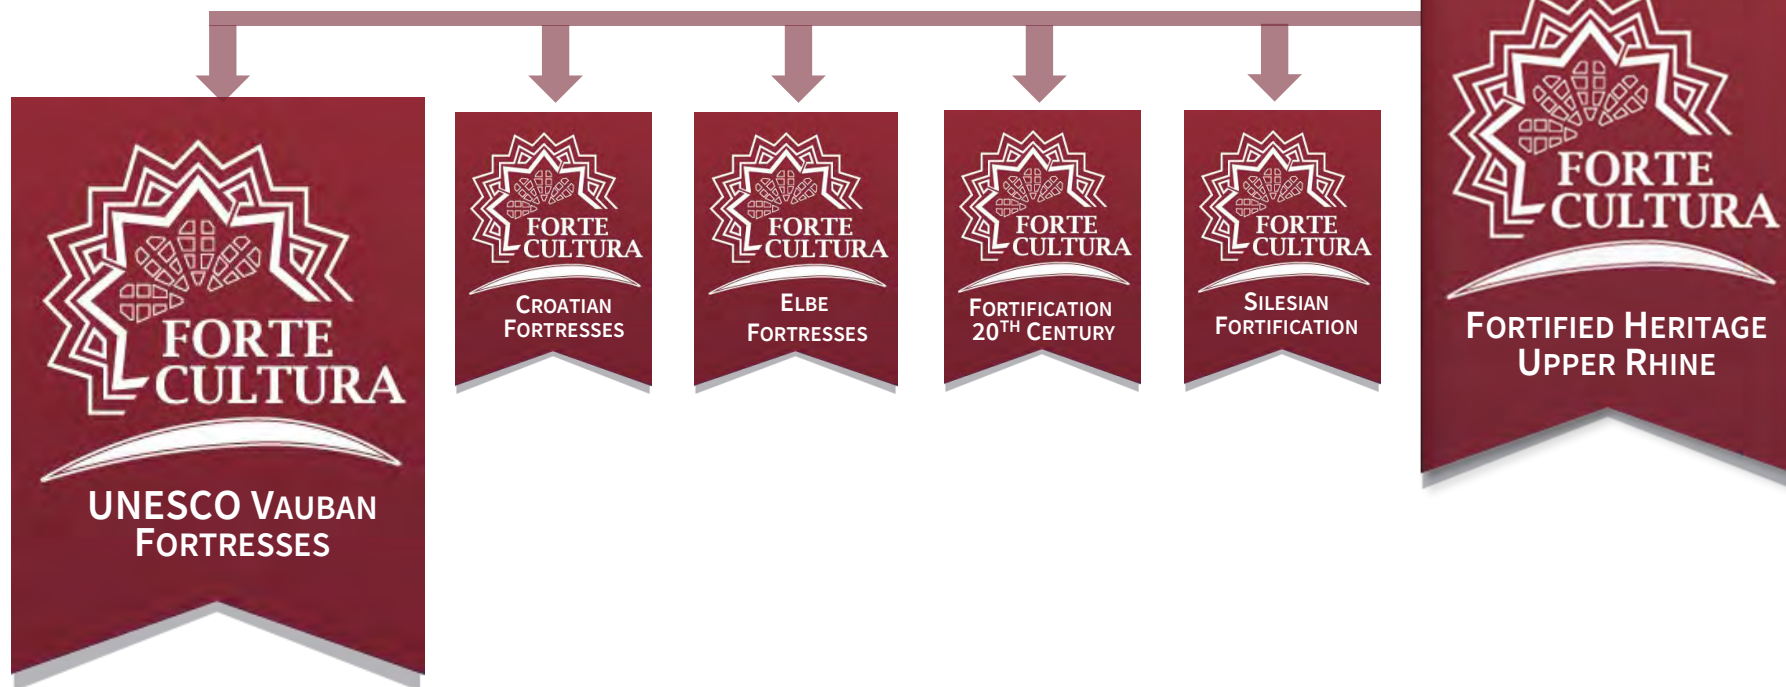 FORTE
CULTURA
UNESCO VAUBAN
FORTRESSES
FORTE
CULTURA
CROATIAN
FORTRESSES
FORTE
CULTURA
ELBE
FORTRESSES
FORTE
CULTURA
FORTIFICATION
20TH CENTURY
FORTE
CULTURA
SILESIAN
FORTIFICATION
FORTE
CULTURA
FORTIFIED HERITAGE
UPPER RHINE